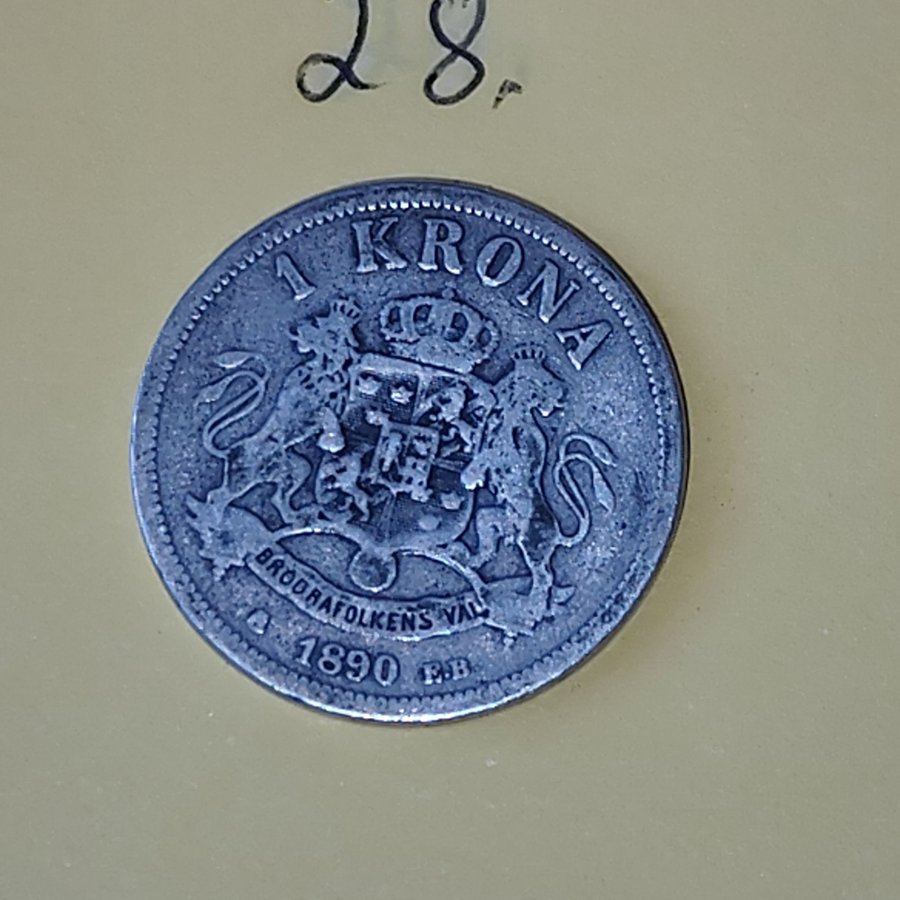 28.
1 KRONA
BRÖDRAFOLKENS VÄL
1890 E.B.